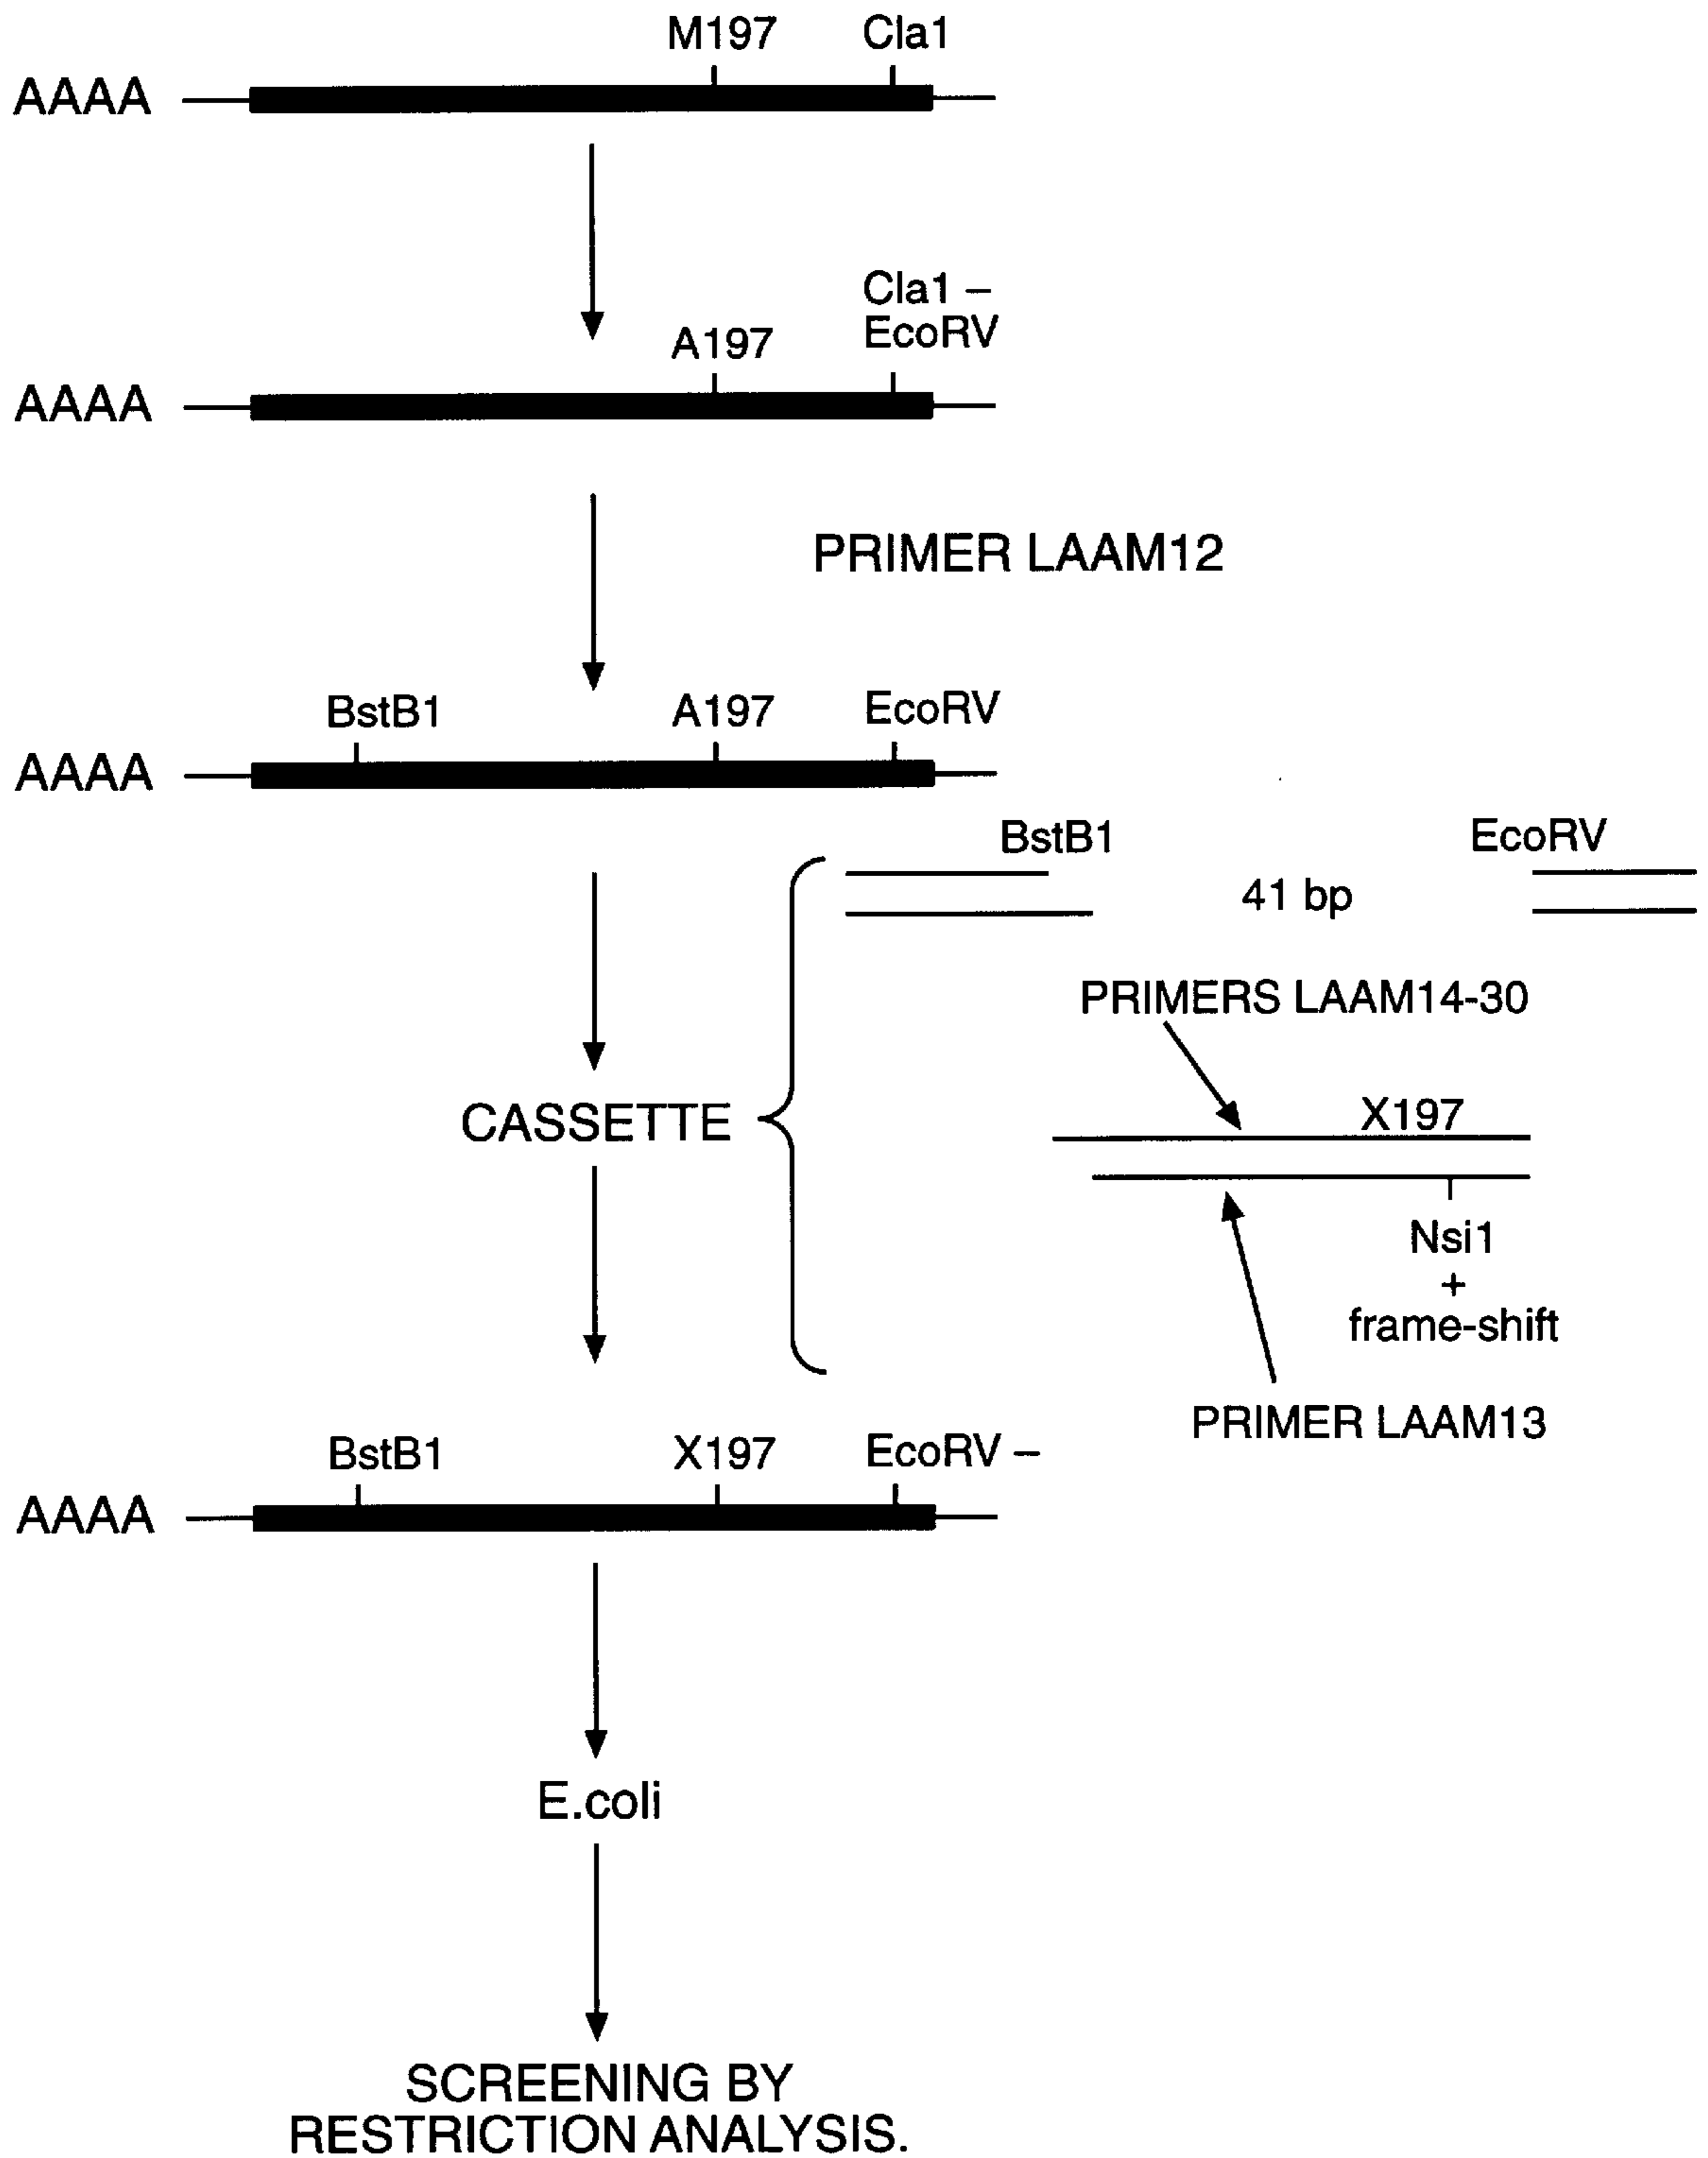 M197 Cla1
AAAA
Cla1 –
EcoRV
A197
AAAA
PRIMER LAAM12
BstB1 A197 EcoRV
AAAA
BstB1 EcoRV
41 bp
PRIMERS LAAM14-30
CASSETTE
X197
Nsi1
+
frame-shift
PRIMER LAAM13
BstB1 X197 EcoRV –
AAAA
E.coli
SCREENING BY
RESTRICTION ANALYSIS.